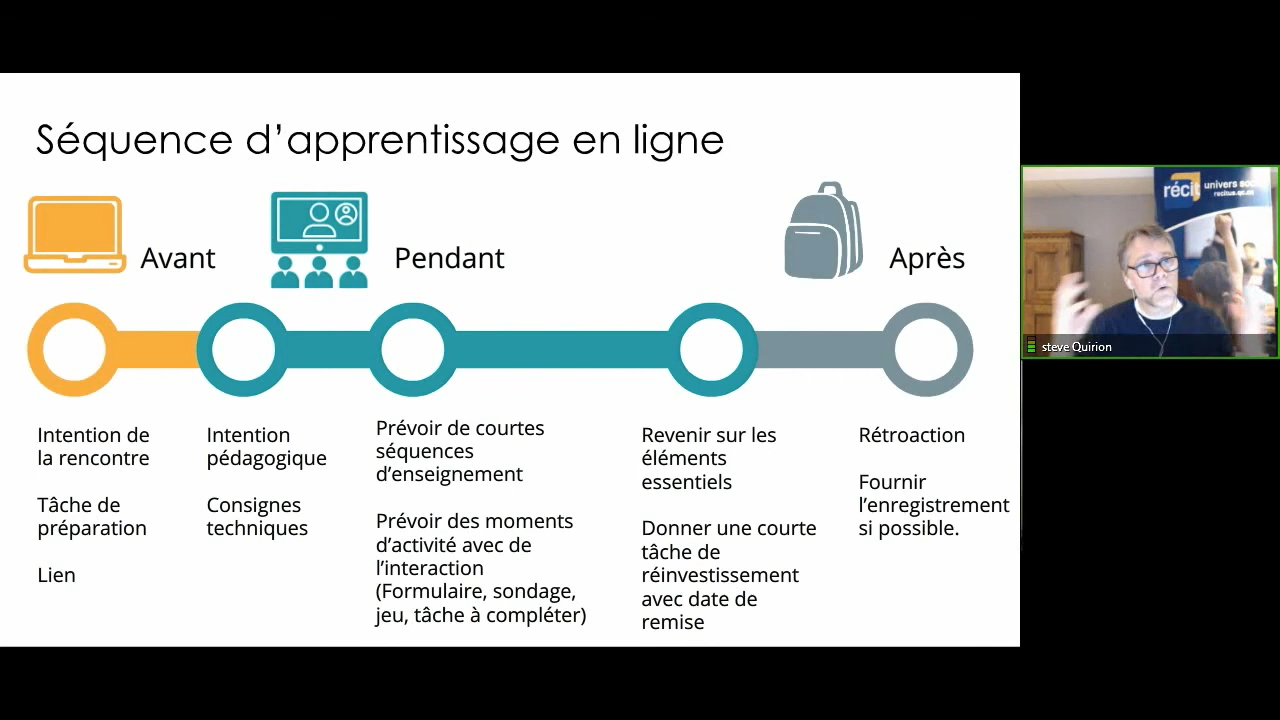 Séquence d'apprentissage en ligne
Avant
Pendant
Après
Intention de
la rencontre
Tâche de
préparation
Lien
Intention
pédagogique
Consignes
techniques
Prévoir de courtes
séquences
d'enseignement
Prévoir des moments
d'activité avec de
l'interaction
(Formulaire, sondage,
jeu, tâche à compléter)
Revenir sur les
éléments
essentiels
Donner une courte
tâche de
réinvestissement
avec date de
remise
Rétroaction
Fournir
l'enregistrement
si possible.
récit
univers soc
recitus.qc.ca
steve Quirion